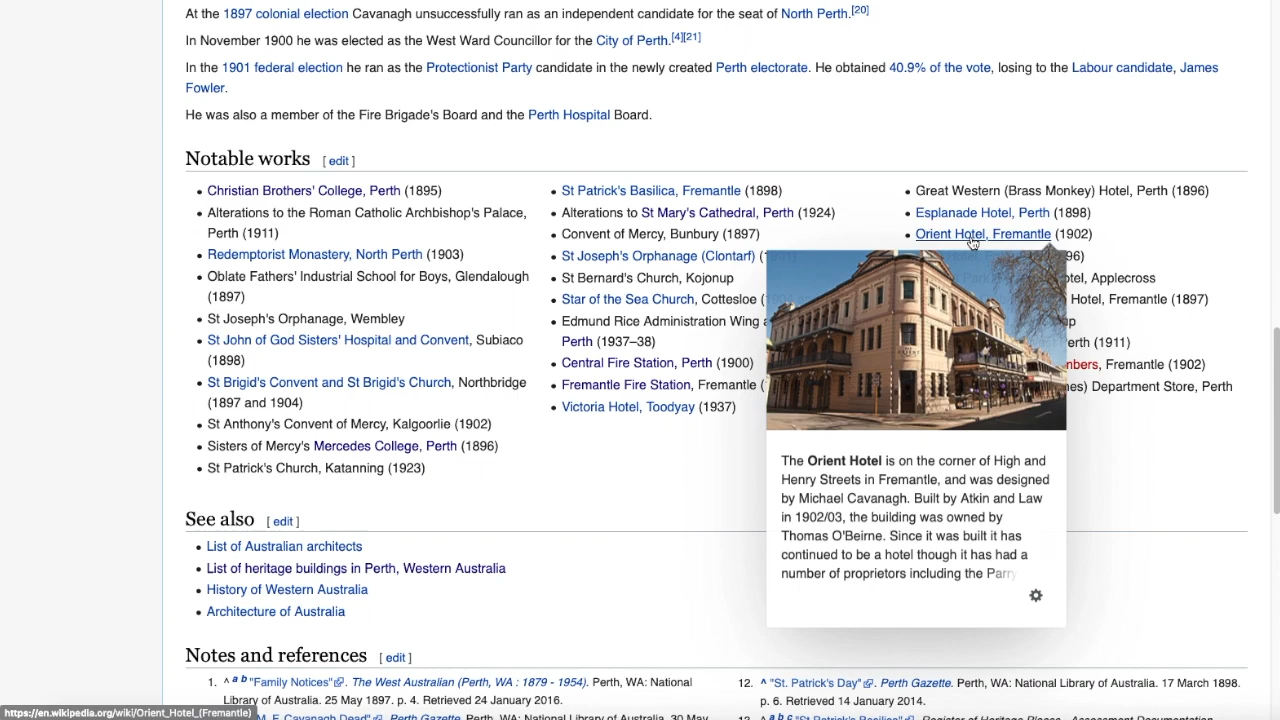 At the 1897 colonial election Cavanagh unsuccessfully ran as an independent candidate for the seat of North Perth.[20]
In November 1900 he was elected as the West Ward Councillor for the City of Perth.[4][21]
In the 1901 federal election he ran as the Protectionist Party candidate in the newly created Perth electorate. He obtained 40.9% of the vote, losing to the Labour candidate, James
Fowler.
He was also a member of the Fire Brigade's Board and the Perth Hospital Board.
Notable works [ edit ]
• Christian Brothers' College, Perth (1895)
• Alterations to the Roman Catholic Archbishop's Palace,
Perth (1911)
• Redemptorist Monastery, North Perth (1903)
• Oblate Fathers' Industrial School for Boys, Glendalough
(1897)
• St Joseph's Orphanage, Wembley
• St John of God Sisters' Hospital and Convent, Subiaco
(1898)
• St Brigid's Convent and St Brigid's Church, Northbridge
(1897 and 1904)
• St Anthony's Convent of Mercy, Kalgoorlie (1902)
• Sisters of Mercy's Mercedes College, Perth (1896)
• St Patrick's Church, Katanning (1923)
• St Patrick's Basilica, Fremantle (1898)
• Alterations to St Mary's Cathedral, Perth (1924)
• Convent of Mercy, Bunbury (1897)
• St Joseph's Orphanage (Clontarf)
• St Bernard's Church, Kojonup
• Star of the Sea Church, Cottesloe
• Edmund Rice Administration Wing
Perth (1937–38)
• Central Fire Station, Perth (1900)
• Fremantle Fire Station, Fremantle
• Victoria Hotel, Toodyay (1937)
• Great Western (Brass Monkey) Hotel, Perth (1896)
• Esplanade Hotel, Perth (1898)
• Orient Hotel, Fremantle (1902)
Applecross
Hotel, Fremantle (1897)
(1911)
Fremantle (1902)
Department Store, Perth
The Orient Hotel is on the corner of High and
Henry Streets in Fremantle, and was designed
by Michael Cavanagh. Built by Atkin and Law
in 1902/03, the building was owned by
Thomas O'Beirne. Since it was built it has
continued to be a hotel though it has had a
number of proprietors including the Parry
See also [ edit ]
• List of Australian architects
• List of heritage buildings in Perth, Western Australia
• History of Western Australia
• Architecture of Australia
Notes and references [ edit ]
1. ^ a b "Family Notices". The West Australian (Perth, WA : 1879 - 1954). Perth, WA: National
Library of Australia. 25 May 1897. p. 4. Retrieved 24 January 2016.
12. ^ "St. Patrick's Day". Perth Gazette. Perth, WA: National Library of Australia. 17 March 1898.
p. 6. Retrieved 14 January 2014.
https://en.wikipedia.org/wiki/Orient_Hotel_(Fremantle)